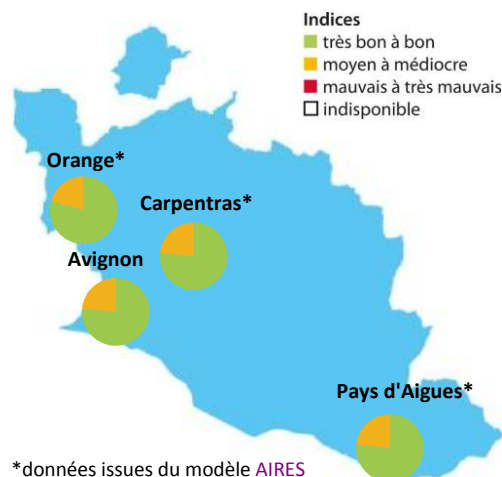 Indices
très bon à bon
moyen à médiocre
mauvais à très mauvais
indisponible
Orange*
Carpentras*
Avignon
Pays d'Aigues*
*données issues du modèle AIRES